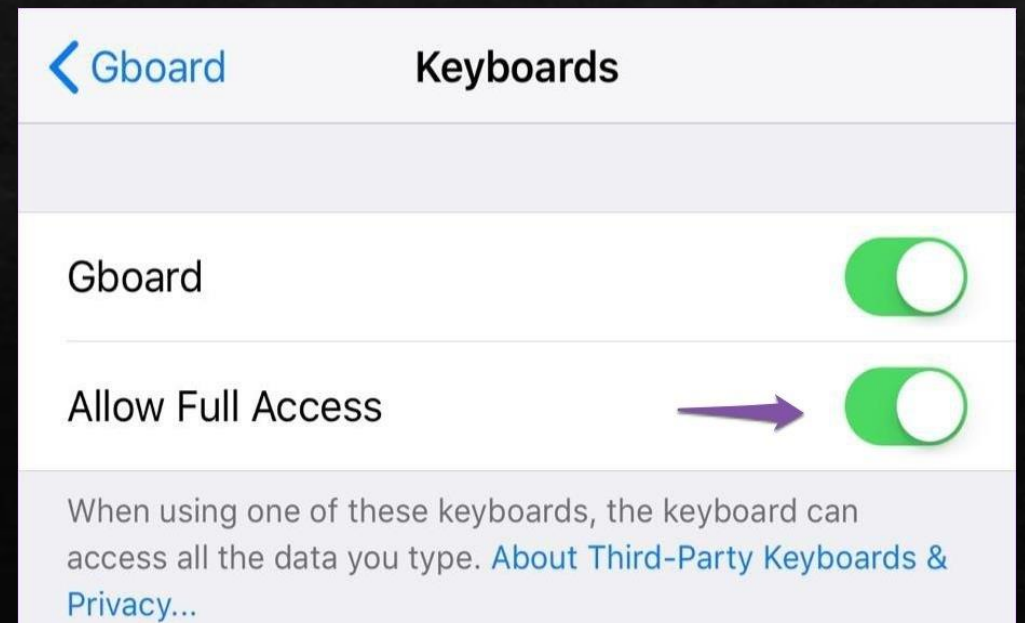 Gboard
Keyboards
Gboard
Allow Full Access
When using one of these keyboards, the keyboard can
access all the data you type. About Third-Party Keyboards &
Privacy...